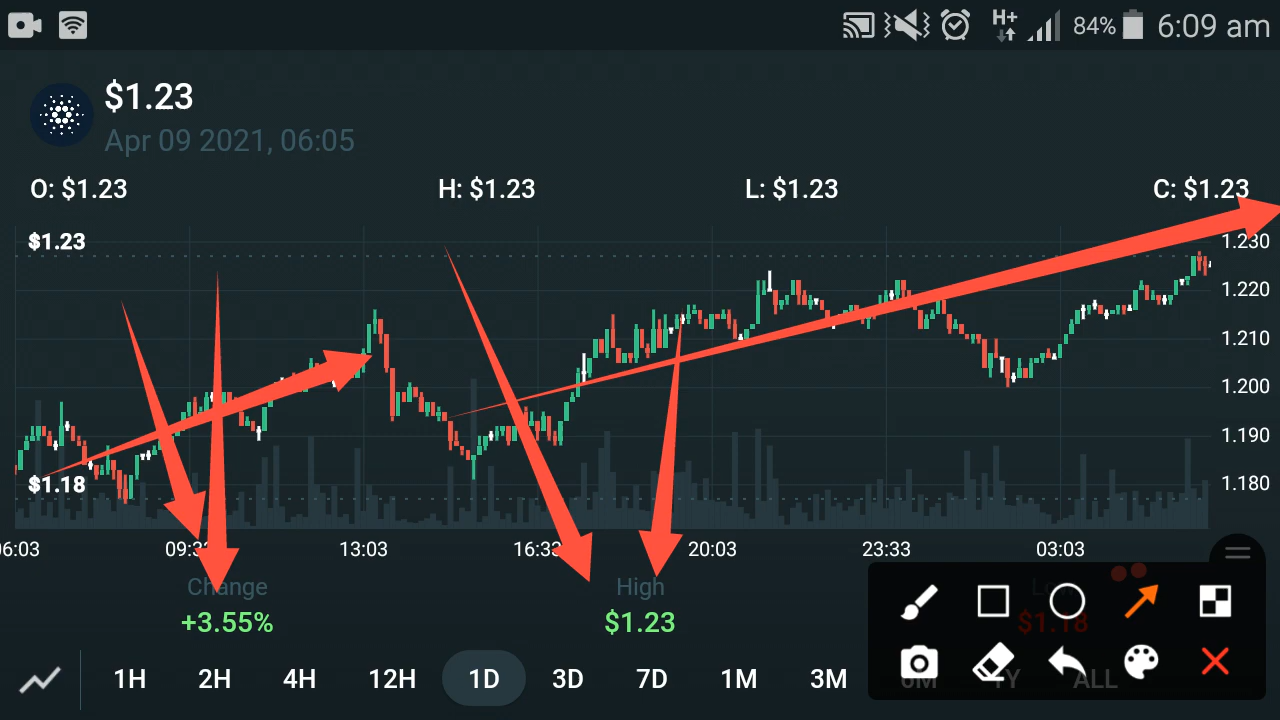 H+ 84% 6:09 am
$1.23
Apr 09 2021, 06:05
O: $1.23 H: $1.23 L: $1.23 C: $1.23
$1.23 1.230
1.220
1.210
1.200
1.190
$1.18 1.180
13:03 20:03 23:33 03:03
Change High
+3.55% $1.23 $1.18
1H 2H 4H 12H 1D 3D 7D 1M 3M ALL